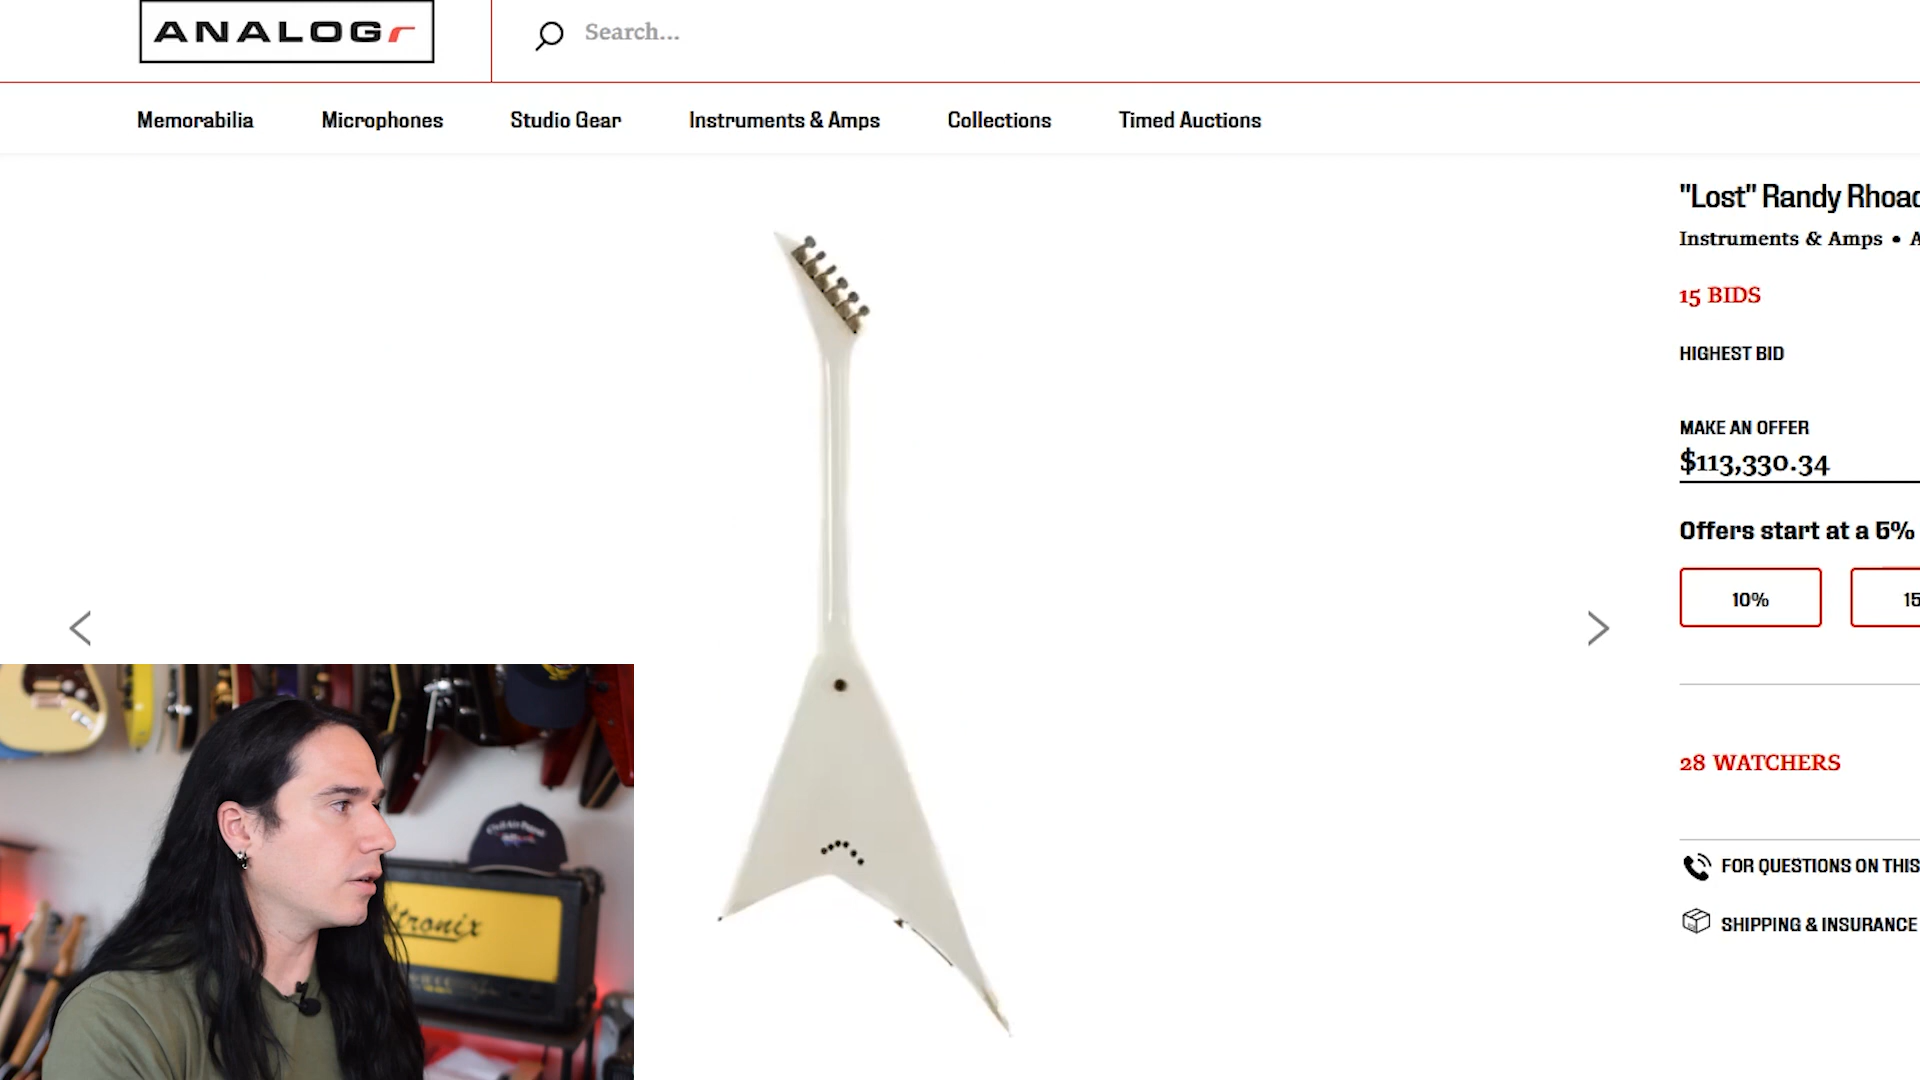 ANALOGr
Search...
Memorabilia
Microphones
Studio Gear
Instruments & Amps
Collections
Timed Auctions
"Lost" Randy Rhoad
Instruments & Amps • A
15 BIDS
HIGHEST BID
MAKE AN OFFER
$113,330.34
Offers start at a 5%
10%
15
28 WATCHERS
FOR QUESTIONS ON THIS
SHIPPING & INSURANCE